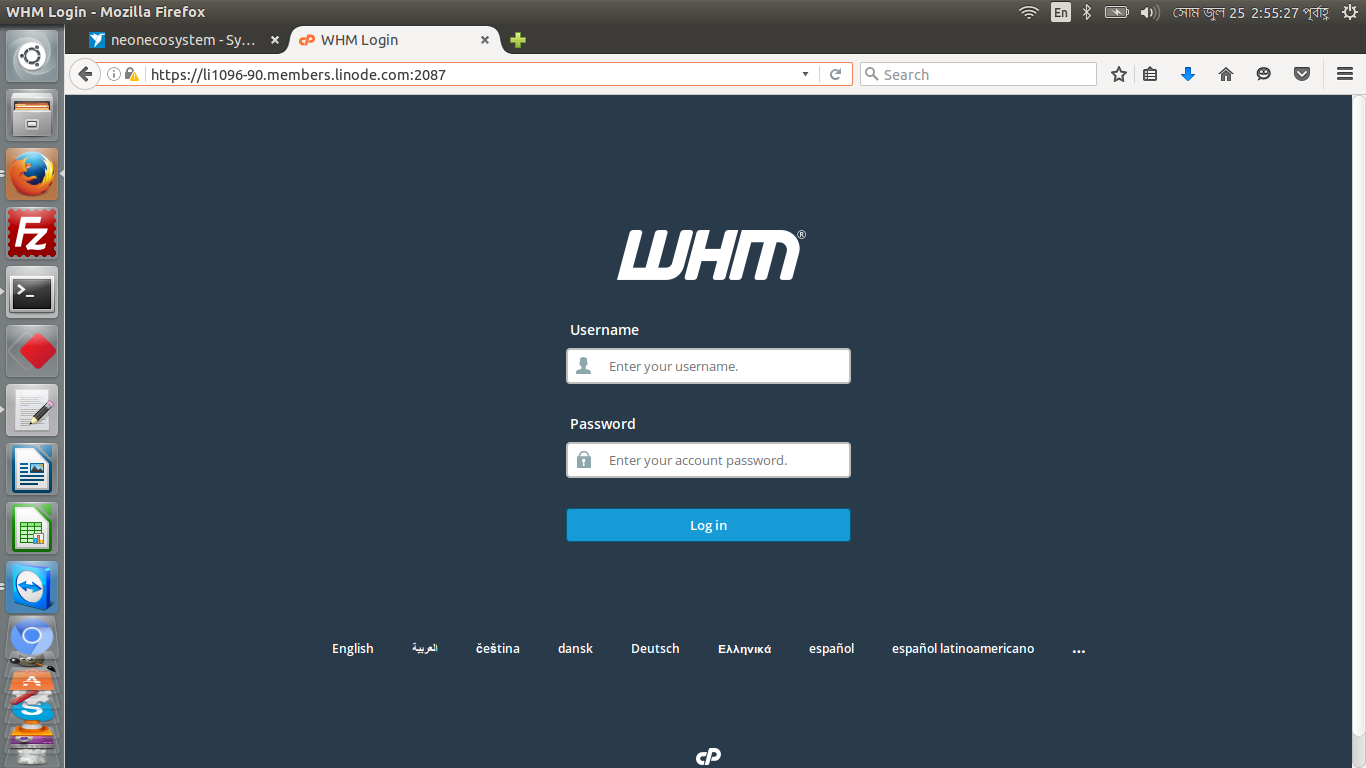 WHM Login - Mozilla Firefox
En
সোম জুল 25 2:55:27 পূর্বাহ্ণ
neonecosystem - Sy...
WHM Login
https://li1096-90.members.linode.com:2087
Search
WHM®
Username
Enter your username.
Password
Enter your account password.
Log in
English العربية čeština dansk Deutsch Ελληνικά español español latinoamericano ...
cP